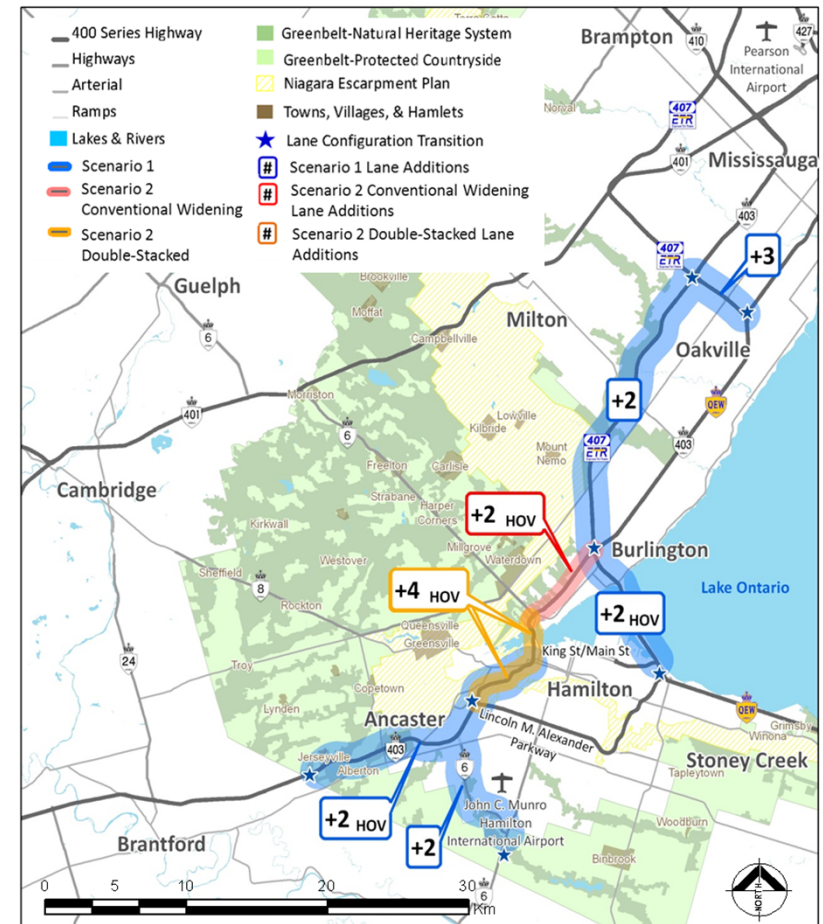 400 Series Highway
Highways
Arterial
Ramps
Lakes & Rivers
Scenario 1
Scenario 2
Conventional Widening
Scenario 2
Double-Stacked
Greenbelt-Natural Heritage System
Greenbelt-Protected Countryside
Niagara Escarpment Plan
Towns, Villages, & Hamlets
Lane Configuration Transition
# Scenario 1 Lane Additions
# Scenario 2 Conventional Widening
Lane Additions
# Scenario 2 Double-Stacked Lane
Additions
Brampton
410
427
Pearson
International
Airport
Norval
407
ETR
401
Mississauga
403
407
ETR
+3
Guelph
Brookville
Moffat
Milton
6
Campbellville
Oakville
+2
Morriston
401
QEW
6
Lowville
Kilbride
407
ETR
403
Mount
Nemo
Freelton
Carlisle
Cambridge
Strabane
Harper
Corners
+2 HOV
Kirkwall
Millgrove
Burlington
Westover
Waterdown
Sheffield
8
+4 HOV
Lake Ontario
Rockton
+2 HOV
Queensville
Greensville
King St/Main St
24
Troy
Copetown
Hamilton
Lynden
Ancaster
Lincoln M. Alexander
Parkway
QEW
Grimsby
Winona
403
Jerseyville
Alberton
6
Stoney Creek
Tapleytown
+2 HOV
John C. Munro
Hamilton
International Airport
Woodburn
Brantford
+2
Binbrook
0 5 10 20 30
Km
6
NORTH